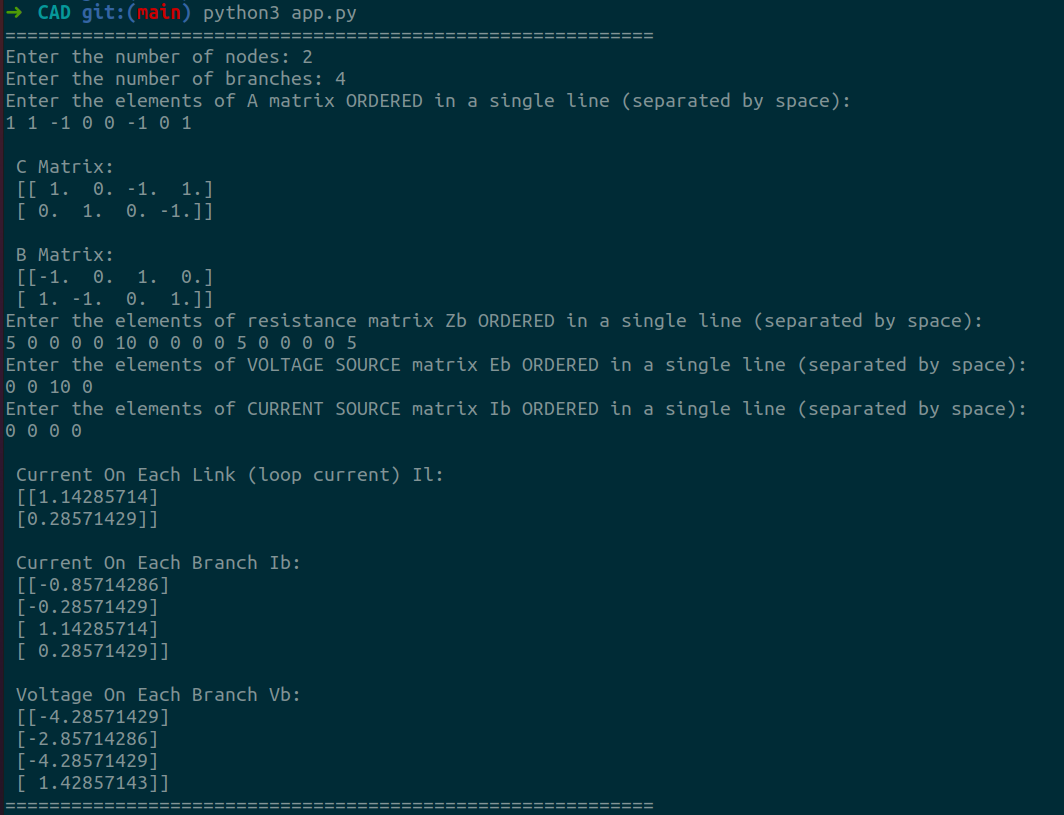 ➜ CAD git:(main) python3 app.py
===========================================================
Enter the number of nodes: 2
Enter the number of branches: 4
Enter the elements of A matrix ORDERED in a single line (separated by space):
1 1 -1 0 0 -1 0 1
C Matrix:
[[ 1.  0. -1.  1.]
[ 0.  1.  0. -1.]]
B Matrix:
[[-1.  0.  1.  0.]
[ 1. -1.  0.  1.]]
Enter the elements of resistance matrix Zb ORDERED in a single line (separated by space):
5 0 0 0 0 10 0 0 0 0 5 0 0 0 0 5
Enter the elements of VOLTAGE SOURCE matrix Eb ORDERED in a single line (separated by space):
0 0 10 0
Enter the elements of CURRENT SOURCE matrix Ib ORDERED in a single line (separated by space):
0 0 0 0
Current On Each Link (loop current) Il:
[[1.14285714]
[0.28571429]]
Current On Each Branch Ib:
[[-0.85714286]
[-0.28571429]
[ 1.14285714]
[ 0.28571429]]
Voltage On Each Branch Vb:
[[-4.28571429]
[-2.85714286]
[-4.28571429]
[ 1.42857143]]
===========================================================